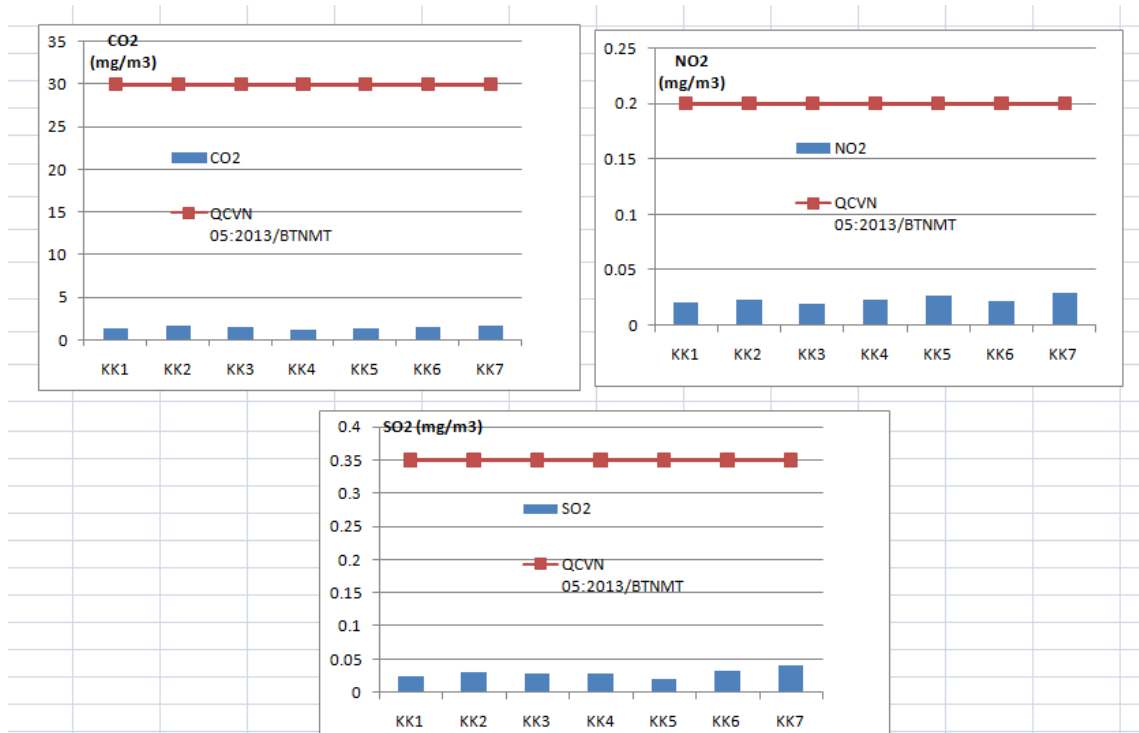 CO2
(mg/m3)
35
30
25
20
15
10
5
0
CO2
QCVN
05:2013/BTNMT
KK1 KK2 KK3 KK4 KK5 KK6 KK7
NO2
(mg/m3)
0.25
0.2
0.15
0.1
0.05
0
NO2
QCVN
05:2013/BTNMT
KK1 KK2 KK3 KK4 KK5 KK6 KK7
SO2 (mg/m3)
0.4
0.35
0.3
0.25
0.2
0.15
0.1
0.05
0
SO2
QCVN
05:2013/BTNMT
KK1 KK2 KK3 KK4 KK5 KK6 KK7